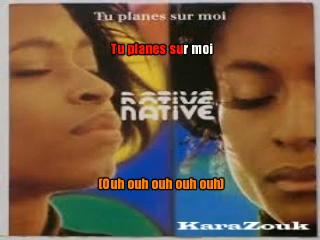 Tu planes sur moi
Tu planes sur moi
NATIVE
NATIVE
(Ouh ouh ouh ouh ouh)
KaraZouk